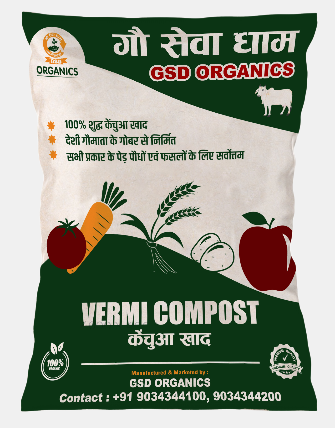 ORGANICS
गौ सेवा धाम
GSD ORGANICS
100% शुद्ध केंचुआ खाद
देशी गौमाता के गोबर से निर्मित
सभी प्रकार के पेड़ पौधों एवं फसलों के लिए सर्वोत्तम
VERMI COMPOST
केंचुआ खाद
100%
Manufactured & Marketed by :
GSD ORGANICS
Contact : +91 9034344100, 9034344200